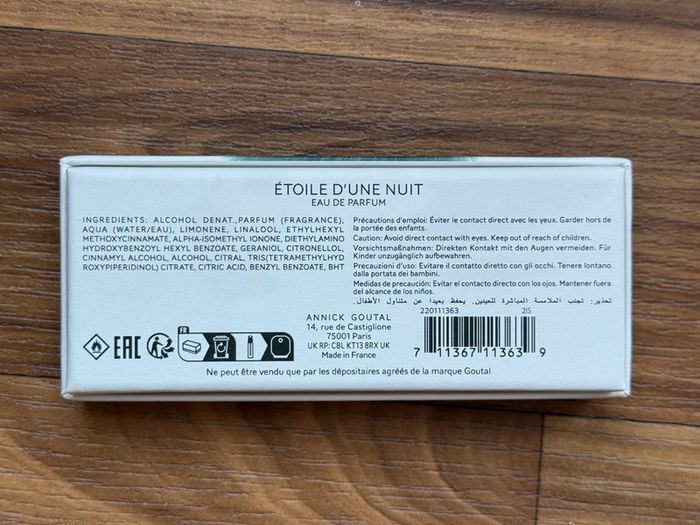 ÉTOILE D'UNE NUIT
EAU DE PARFUM
INGREDIENTS: ALCOHOL DENAT.,PARFUM (FRAGRANCE),
AQUA (WATER/EAU), LIMONENE, LINALOOL, ETHYLHEXYL
METHOXYCINNAMATE, ALPHA-ISOMETHYL IONONE, DIETHYLAMINO
HYDROXYBENZOYL HEXYL BENZOATE, GERANIOL, CITRONELLOL,
CINNAMYL ALCOHOL, ALCOHOL, CITRAL, TRIS(TETRAMETHYLHYD
ROXYPIPERIDINOL) CITRATE, CITRIC ACID, BENZYL BENZOATE, BHT
Précautions d'emploi: Éviter le contact direct avec les yeux. Garder hors de
la portée des enfants.
Caution: Avoid direct contact with eyes. Keep out of reach of children.
Vorsichtsmaßnahmen: Direkten Kontakt mit den Augen vermeiden. Für
Kinder unzugänglich aufbewahren.
Precauzioni d'uso: Evitare il contatto diretto con gli occhi. Tenere lontano
dalla portata dei bambini.
Medidas de precaución: Evitar el contacto directo con los ojos. Mantener fuera
del alcance de los niños.
تحذير: تجنب الملامسة المباشرة للعينين. يحفظ بعيدا عن متناول الأطفال.
ANNICK GOUTAL
14, rue de Castiglione
75001 Paris
UK RP: CBL KT13 8RX UK
Made in France
220111363 2IS
7 11367 11363 9
EAC
FR
Ne peut être vendu que par les dépositaires agréés de la marque Goutal